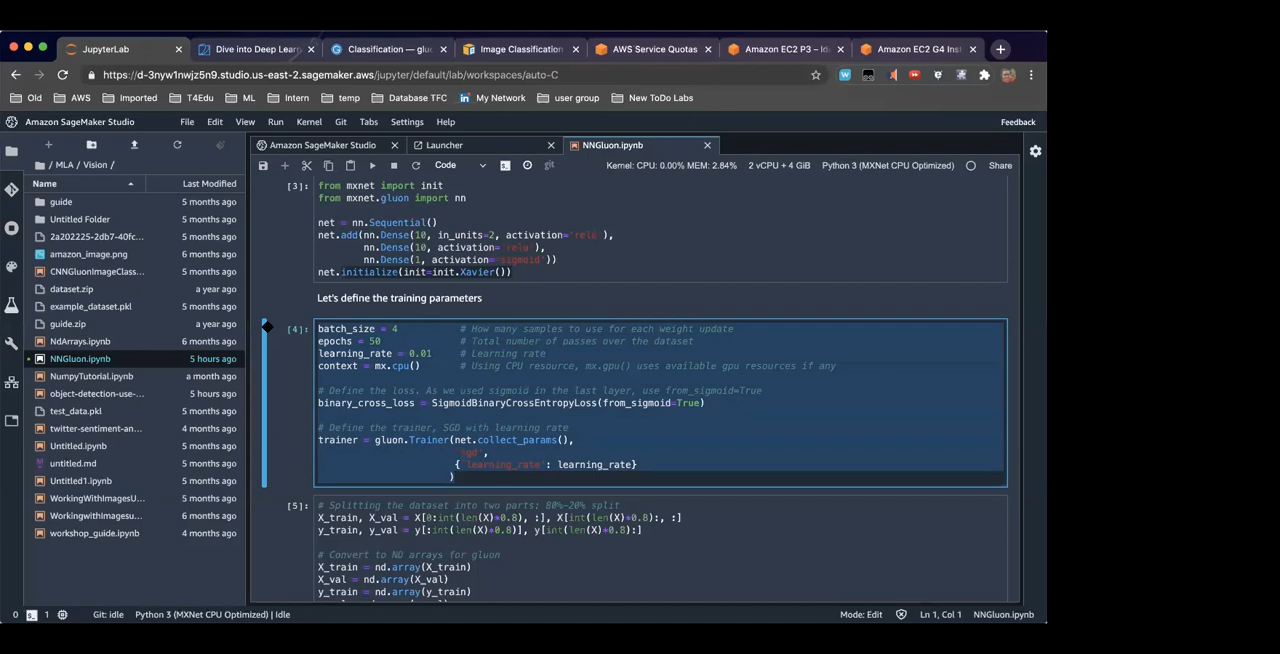 JupyterLab
Dive into Deep Learn
Classification — glu
Image Classification
AWS Service Quotas
Amazon EC2 P3 – I
Amazon EC2 G4 Inst
https://d-3nyw1nwjz5n9.studio.us-east-2.sagemaker.aws/jupyter/default/lab/workspaces/auto-C
Old
AWS
Imported
T4Edu
ML
Intern
temp
Database TFC
My Network
user group
New ToDo Labs
Amazon SageMaker Studio
File Edit View Run Kernel Git Tabs Settings Help
Feedback
/ MLA / Vision /
Name Last Modified
guide 5 months ago
Untitled Folder 5 months ago
2a202225-2db7-40fc... 5 months ago
amazon_image.png 6 months ago
CNNGluonImageClass... 5 months ago
dataset.zip a year ago
example_dataset.pkl 5 months ago
guide.zip a year ago
NdArrays.ipynb 5 months ago
NNGluon.ipynb 5 hours ago
NumpyTutorial.ipynb a month ago
object-detection-use-... 5 hours ago
test_data.pkl 5 months ago
twitter-sentiment-an... 5 months ago
Untitled.ipynb 5 months ago
untitled.md 5 months ago
Untitled1.ipynb 5 months ago
WorkingWithImagesU... 5 months ago
WorkingwithImagesu... 6 months ago
workshop_guide.ipynb 4 months ago
Amazon SageMaker Studio
Launcher
NNGluon.ipynb
Code
git
Kernel: CPU: 0.00% MEM: 2.84% 2 vCPU + 4 GiB Python 3 (MXNet CPU Optimized) Share
[3]: from mxnet import init
from mxnet.gluon import nn
net = nn.Sequential()
net.add(nn.Dense(10, in_units=2, activation='relu'),
nn.Dense(10, activation='relu'),
nn.Dense(1, activation='sigmoid'))
net.initialize(init=init.Xavier())
Let's define the training parameters
[4]: batch_size = 4 # How many samples to use for each weight update
epochs = 50 # Total number of passes over the dataset
learning_rate = 0.01 # Learning rate
context = mx.cpu() # Using CPU resource, mx.gpu() uses available gpu resources if any
# Define the loss. As we used sigmoid in the last layer, use from_sigmoid=True
binary_cross_loss = SigmoidBinaryCrossEntropyLoss(from_sigmoid=True)
# Define the trainer, SGD with learning rate
trainer = gluon.Trainer(net.collect_params(),
'sgd',
{'learning_rate': learning_rate}
)
[5]: # Splitting the dataset into two parts: 80%-20% split
X_train, X_val = X[0:int(len(X)*0.8), :], X[int(len(X)*0.8):, :]
y_train, y_val = y[:int(len(X)*0.8)], y[int(len(X)*0.8):]
# Convert to ND arrays for gluon
X_train = nd.array(X_train)
X_val = nd.array(X_val)
y_train = nd.array(y_train)
0 1 Git: idle Python 3 (MXNet CPU Optimized) | Idle
Mode: Edit Ln 1, Col 1 NNGluon.ipynb